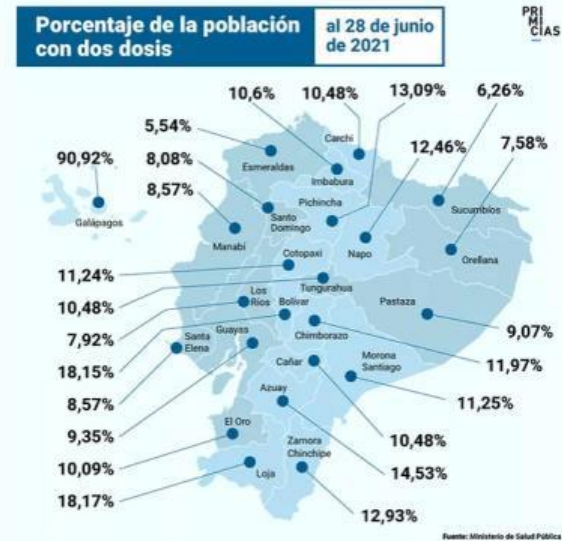 Porcentaje de la población
con dos dosis
al 28 de junio
de 2021
PRI
MI
CIAS
10,6%
10,48%
13,09%
6,26%
5,54%
Carchi
12,46%
7,58%
90,92%
8,08%
Esmeraldas
Imbabura
8,57%
Pichincha
Sucumbíos
Galápagos
Santo
Domingo
Manabí
Napo
Orellana
Cotopaxi
11,24%
Tungurahua
10,48%
Los
Ríos
Bolívar
Pastaza
7,92%
Guayas
Chimborazo
9,07%
Santa
Elena
18,15%
Cañar
Morona
Santiago
11,97%
8,57%
Azuay
11,25%
9,35%
El Oro
10,48%
10,09%
Zamora
Chinchipe
14,53%
Loja
18,17%
12,93%
Fuente: Ministerio de Salud Pública